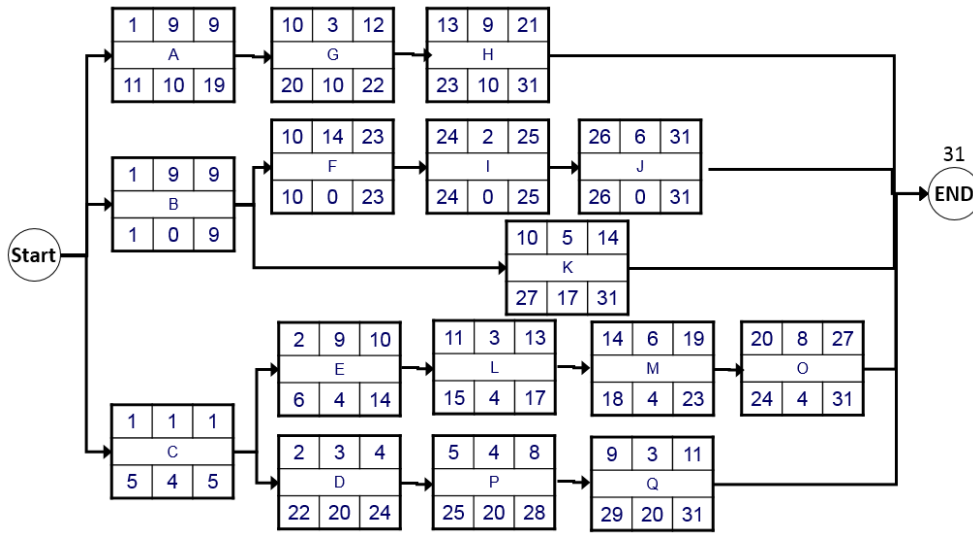 1 9 9
A
11 10 19
10 3 12
G
20 10 22
13 9 21
H
23 10 31
1 9 9
B
1 0 9
10 14 23
F
10 0 23
24 2 25
I
24 0 25
26 6 31
J
26 0 31
31
END
Start
10 5 14
K
27 17 31
1 1 1
C
5 4 5
2 9 10
E
6 4 14
11 3 13
L
15 4 17
14 6 19
M
18 4 23
20 8 27
O
24 4 31
2 3 4
D
22 20 24
5 4 8
P
25 20 28
9 3 11
Q
29 20 31